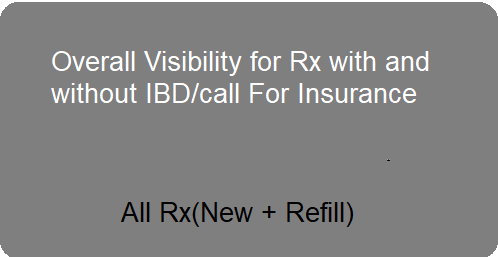 Overall Visibility for Rx with and
without IBD/call For Insurance
All Rx(New + Refill)